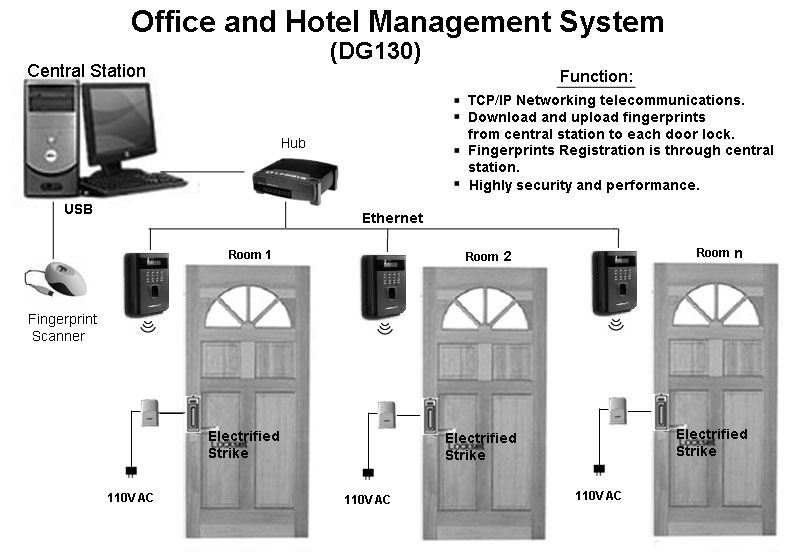 Office and Hotel Management System
(DG130)
Central Station
Function:
▪ TCP/IP Networking telecommunications.
▪ Download and upload fingerprints
from central station to each door lock.
▪ Fingerprints Registration is through central
station.
▪ Highly security and performance.
Hub
LINKSYS
USB
Ethernet
Room 1
Room 2
Room n
Fingerprint
Scanner
Electrified
Strike
110V AC
Electrified
Strike
110V AC
Electrified
Strike
110V AC